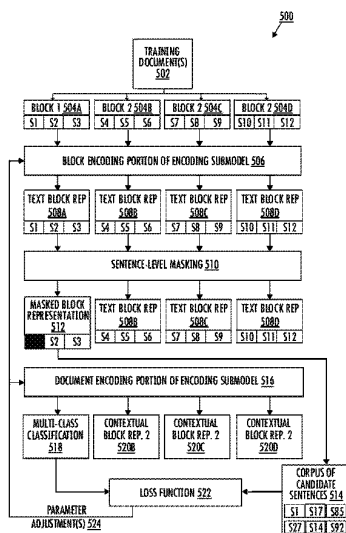 500
TRAINING
DOCUMENT(S)
502
BLOCK 1 504A
BLOCK 2 504B
BLOCK 2 504C
BLOCK 2 504D
S1 S2 S3
S4 S5 S6
S7 S8 S9
S10 S11 S12
BLOCK ENCODING PORTION OF ENCODING SUBMODEL 506
TEXT BLOCK REP
508A
TEXT BLOCK REP
508B
TEXT BLOCK REP
508C
TEXT BLOCK REP
508D
S1 S2 S3
S4 S5 S6
S7 S8 S9
S10 S11 S12
SENTENCE-LEVEL MASKING 510
MASKED BLOCK
REPRESENTATION
512
S2 S3
TEXT BLOCK REP
508B
TEXT BLOCK REP
508C
TEXT BLOCK REP
508D
S4 S5 S6
S7 S8 S9
S10 S11 S12
DOCUMENT ENCODING PORTION OF ENCODING SUBMODEL 516
MULTI-CLASS
CLASSIFICATION
518
CONTEXTUAL
BLOCK REP. 2
520B
CONTEXTUAL
BLOCK REP. 2
520C
CONTEXTUAL
BLOCK REP. 2
520D
LOSS FUNCTION 522
CORPUS OF
CANDIDATE
SENTENCES 514
S1 S17 S85
S27 S14 S92
PARAMETER
ADJUSTMENT(S) 524